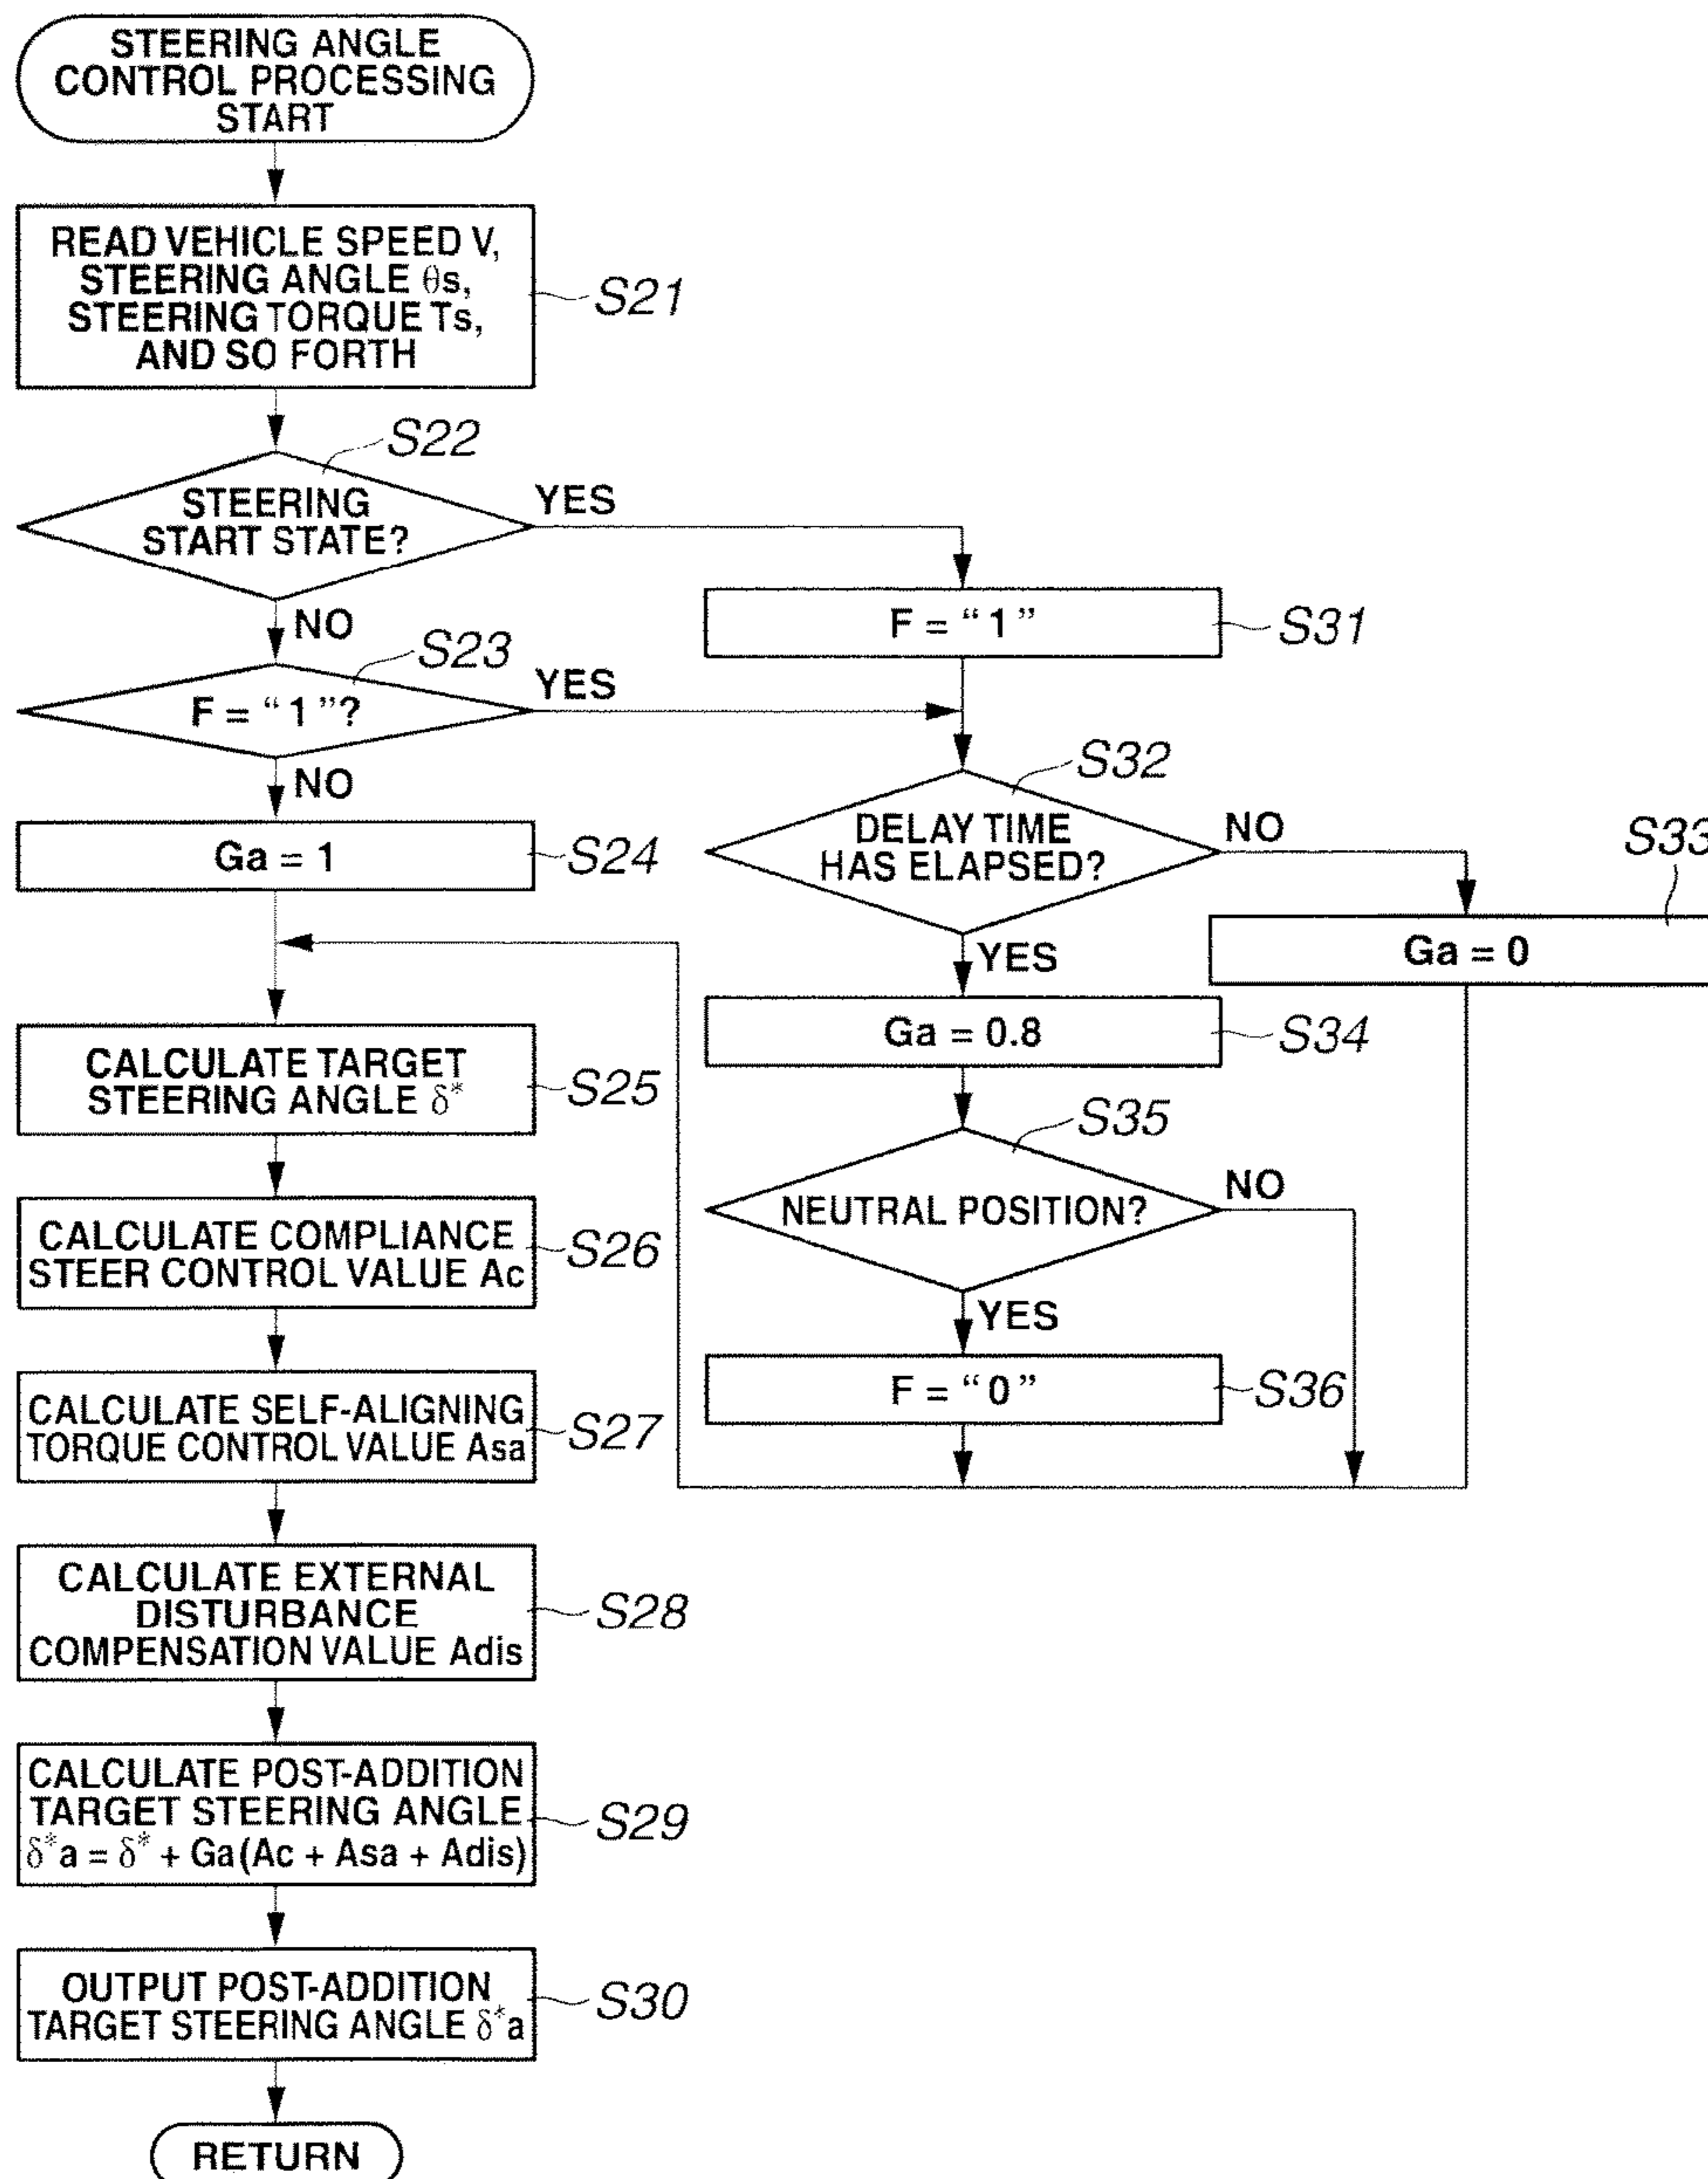 STEERING ANGLE
CONTROL PROCESSING
START
READ VEHICLE SPEED V,
STEERING ANGLE θs,
STEERING TORQUE Ts,
AND SO FORTH
S21
S22
STEERING
START STATE?
YES
NO
F = “1”
S31
S23
F = “1”?
YES
NO
Ga = 1
S24
S32
DELAY TIME
HAS ELAPSED?
NO
YES
S33
Ga = 0
Ga = 0.8
S34
CALCULATE TARGET
STEERING ANGLE δ*
S25
S35
NEUTRAL POSITION?
NO
YES
CALCULATE COMPLIANCE
STEER CONTROL VALUE Ac
S26
F = “0”
S36
CALCULATE SELF-ALIGNING
TORQUE CONTROL VALUE Asa
S27
CALCULATE EXTERNAL
DISTURBANCE
COMPENSATION VALUE Adis
S28
CALCULATE POST-ADDITION
TARGET STEERING ANGLE
δ*a = δ* + Ga(Ac + Asa + Adis)
S29
OUTPUT POST-ADDITION
TARGET STEERING ANGLE δ*a
S30
RETURN